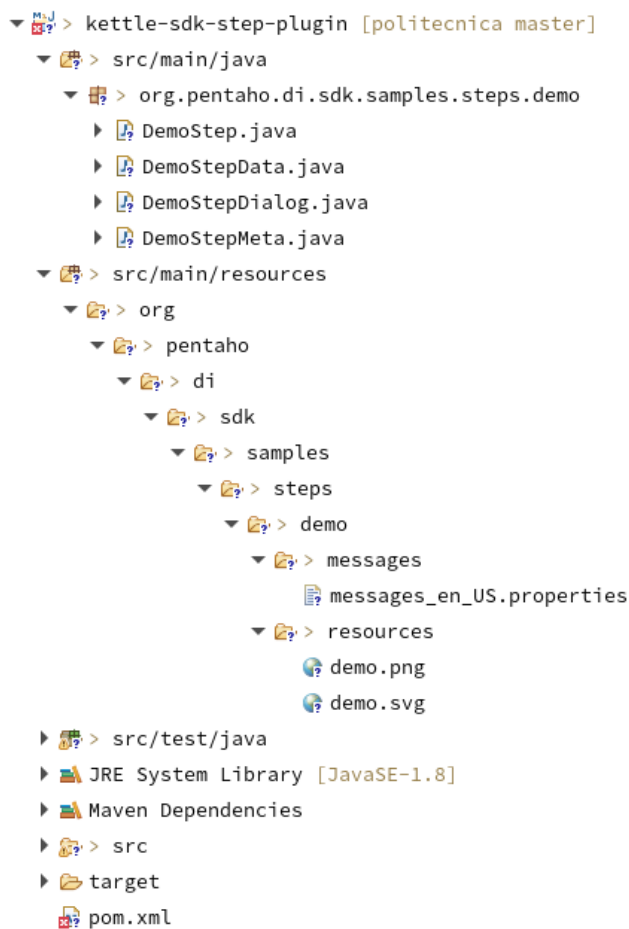 > kettle-sdk-step-plugin [politecnica master]
> src/main/java
> org.pentaho.di.sdk.samples.steps.demo
DemoStep.java
DemoStepData.java
DemoStepDialog.java
DemoStepMeta.java
> src/main/resources
> org
> pentaho
> di
> sdk
> samples
> steps
> demo
> messages
messages_en_US.properties
> resources
demo.png
demo.svg
> src/test/java
JRE System Library [JavaSE-1.8]
Maven Dependencies
> src
target
pom.xml